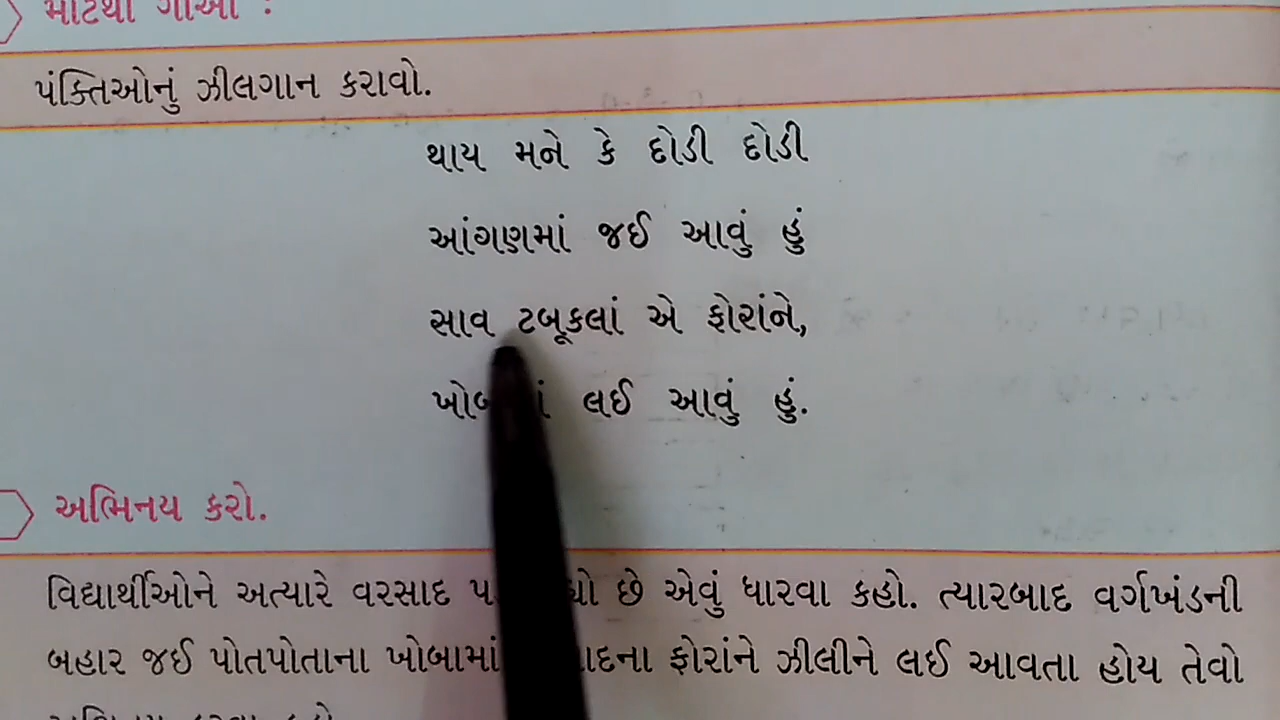 મોટેથી ગાઓ :
પંક્તિઓનું ઝીલગાન કરાવો.
થાય મને કે દોડી દોડી
આંગણમાં જઈ આવું હું
સાવ ટબૂકલાં એ ફોરાંને,
લઈ આવું હું.
અભિનય કરો.
વિદ્યાર્થીઓને અત્યારે વરસાદ છે એવું ધારવા કહો. ત્યારબાદ વર્ગખંડની
બહાર જઈ પોતપોતાના ખોબામાં ફોરાંને ઝીલીને લઈ આવતા હોય તેવો